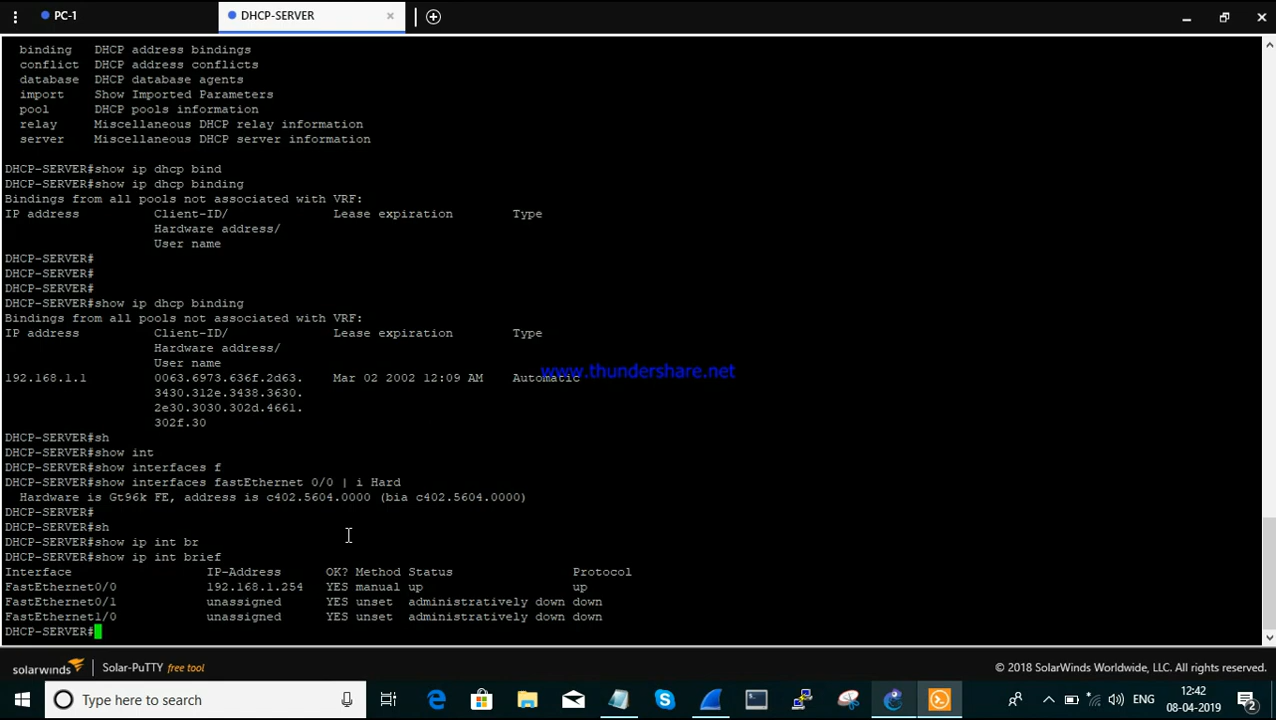 PC-1
DHCP-SERVER
binding DHCP address bindings
conflict DHCP address conflicts
database DHCP database agents
import Show Imported Parameters
pool DHCP pools information
relay Miscellaneous DHCP relay information
server Miscellaneous DHCP server information
DHCP-SERVER#show ip dhcp bind
DHCP-SERVER#show ip dhcp binding
Bindings from all pools not associated with VRF:
IP address Client-ID/ Lease expiration Type
Hardware address/
User name
DHCP-SERVER#
DHCP-SERVER#
DHCP-SERVER#
DHCP-SERVER#show ip dhcp binding
Bindings from all pools not associated with VRF:
IP address Client-ID/ Lease expiration Type
Hardware address/
User name
www.thundershare.net
192.168.1.1 0063.6973.636f.2d63. Mar 02 2002 12:09 AM Automatic
3430.312e.3438.3630.
2e30.3030.302d.4661.
302f.30
DHCP-SERVER#sh
DHCP-SERVER#show int
DHCP-SERVER#show interfaces f
DHCP-SERVER#show interfaces fastEthernet 0/0 | i Hard
Hardware is Gt96k FE, address is c402.5604.0000 (bia c402.5604.0000)
DHCP-SERVER#
DHCP-SERVER#sh
DHCP-SERVER#show ip int br
DHCP-SERVER#show ip int brief
Interface IP-Address OK? Method Status Protocol
FastEthernet0/0 192.168.1.254 YES manual up up
FastEthernet0/1 unassigned YES unset administratively down down
FastEthernet1/0 unassigned YES unset administratively down down
DHCP-SERVER#
solarwinds Solar-PuTTY free tool © 2018 SolarWinds Worldwide, LLC. All rights reserved.
Type here to search
ENG
12:42
08-04-2019
2